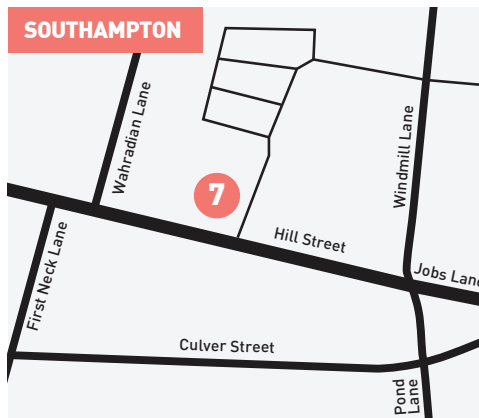 SOUTHAMPTON
Wahradian Lane
Windmill Lane
7
First Neck Lane
Hill Street
Jobs Lane
Culver Street
Pond
Lane